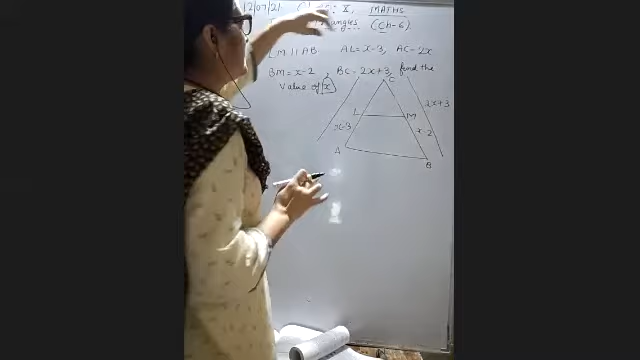 12/07/21 X, MATHS
angles (Ch-6)
LM || AB AL = x-3, AC - 2x
BM = x-2, BC - 2x+3, find the
value of x
C
2x+3
L M
x-3 x-2
A
B